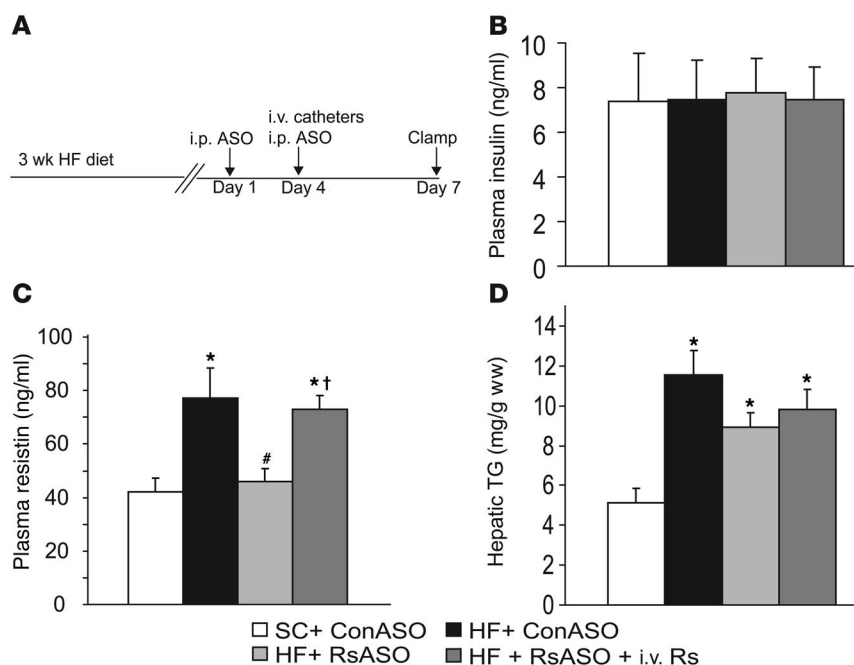 A
3 wk HF diet
i.p. ASO
i.v. catheters
i.p. ASO
Clamp
Day 1
Day 4
Day 7
B
Plasma insulin (ng/ml)
10
8
6
4
2
0
C
Plasma resistin (ng/ml)
100
80
60
40
20
0
*
#
*†
D
Hepatic TG (mg/g ww)
14
12
10
8
6
4
2
0
*
*
*
SC+ ConASO
HF+ ConASO
HF+ RsASO
HF + RsASO + i.v. Rs